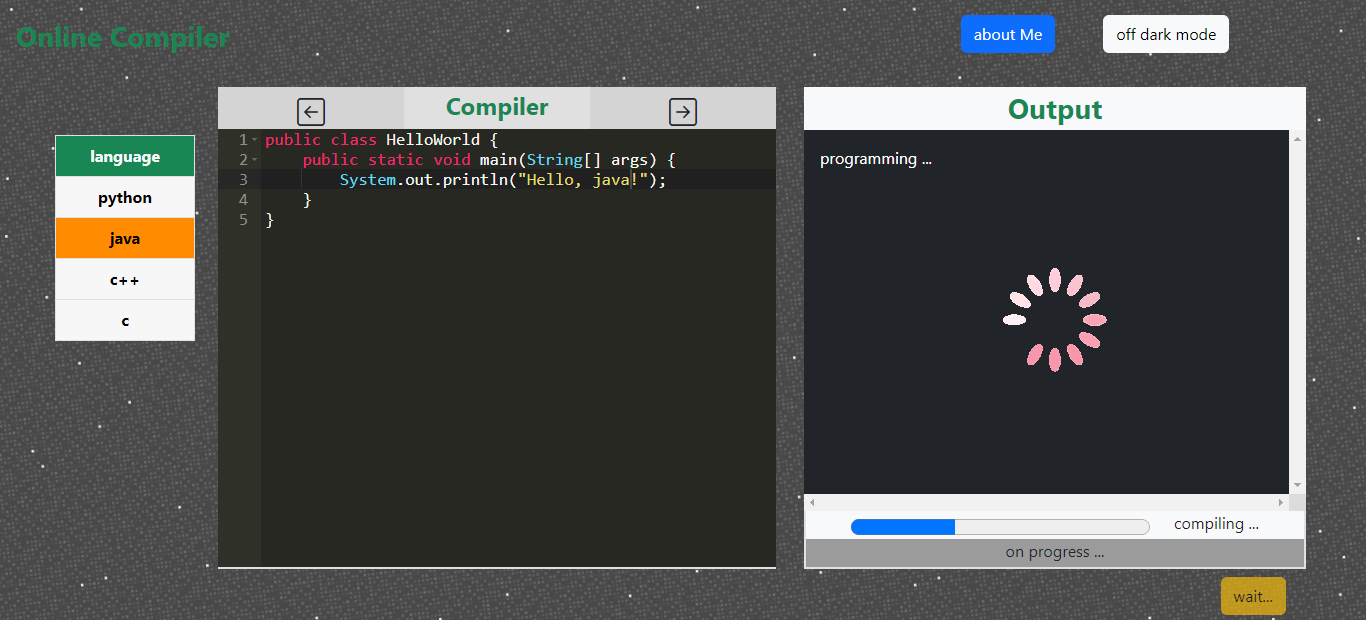 Online Compiler
about Me
off dark mode
Compiler
Output
language
python
java
c++
c
1 public class HelloWorld {
2     public static void main(String[] args) {
3         System.out.println("Hello, java!");
4     }
5 }
programming ...
compiling ...
on progress ...
wait...